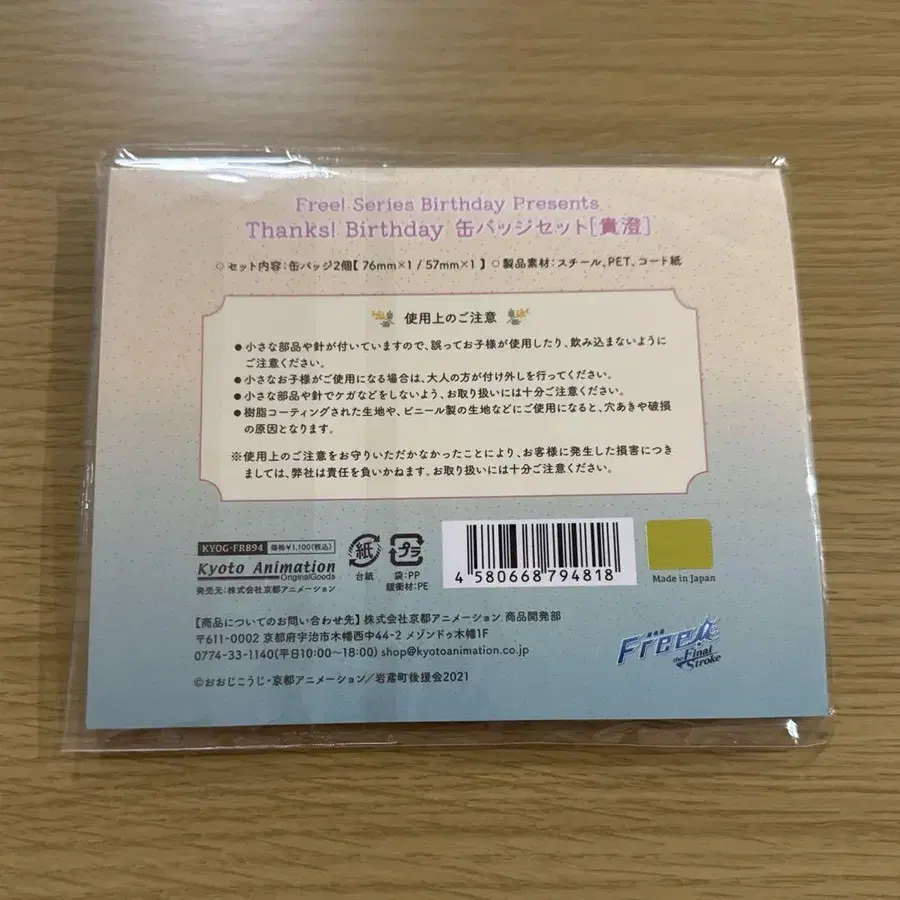 Free! Series Birthday Presents
Thanks! Birthday 缶バッジセット[貴澄]
○セット内容:缶バッジ2個【76mm×1 / 57mm×1】 ○製品素材:スチール、PET、コード紙
使用上のご注意
●小さな部品や針が付いていますので、誤ってお子様が使用したり、飲み込まないように
ご注意ください。
●小さなお子様がご使用になる場合は、大人の方が付け外しを行ってください。
●小さな部品や針でケガなどをしないよう、お取り扱いには十分ご注意ください。
●樹脂コーティングされた生地や、ビニール製の生地などにご使用になると、穴あきや破損
の原因となります。
※使用上のご注意をお守りいただかなかったことにより、お客様に発生した損害につき
ましては、弊社は責任を負いかねます。お取り扱いには十分ご注意ください。
KYOG-FR894 価格¥1,100(税込)
Kyoto Animation
OriginalGoods
発売元:株式会社京都アニメーション
紙
台紙
プラ
袋:PP
緩衝材:PE
4 580668 794818
Made in Japan
【商品についてのお問い合わせ先】株式会社京都アニメーション 商品開発部
〒611-0002 京都府宇治市木幡西中44-2 メゾンドゥ木幡1F
0774-33-1140(平日10:00～18:00) shop@kyotoanimation.co.jp
©おおじこうじ・京都アニメーション／岩鳶町後援会2021
劇場版
Free!
the Final
Stroke